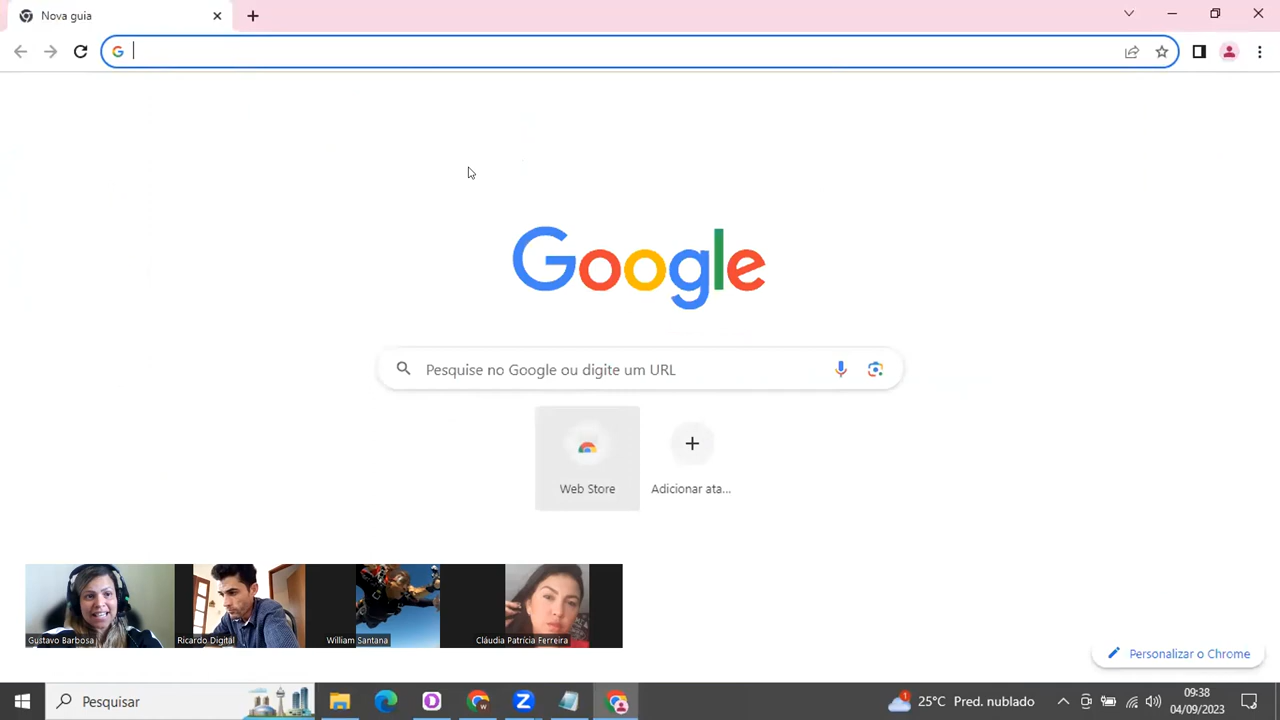 Nova guia
Google
Pesquise no Google ou digite um URL
Web Store
Adicionar ata...
Gustavo Barbosa
Ricardo Digital
William Santana
Cláudia Patrícia Ferreira
Personalizar o Chrome
Pesquisar
1
25°C Pred. nublado
09:38
04/09/2023